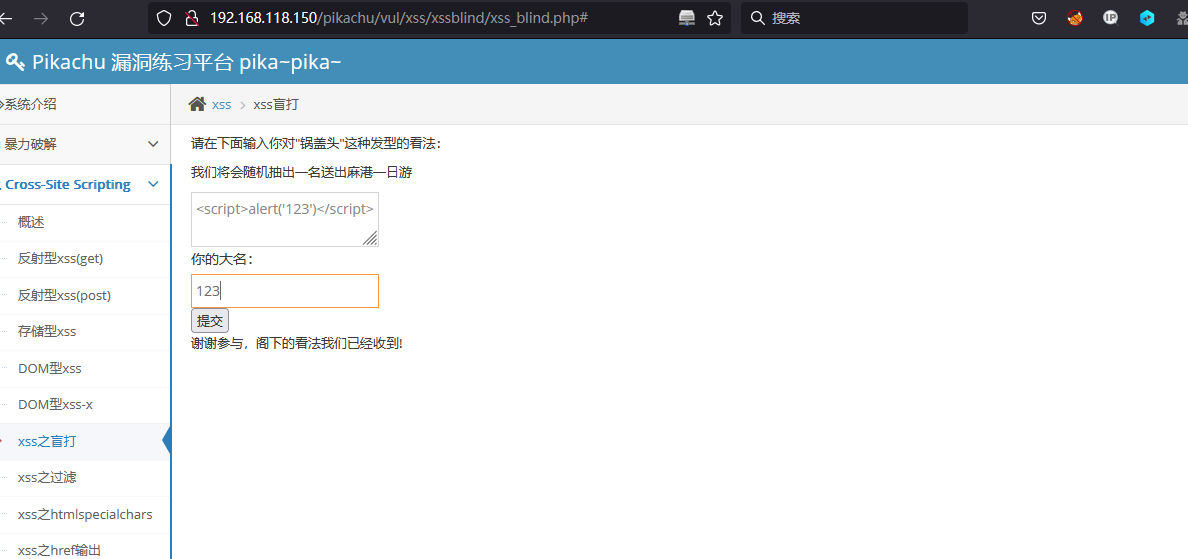 192.168.118.150/pikachu/vul/xss/xssblind/xss_blind.php#
搜索
IP
Pikachu 漏洞练习平台 pika~pika~
系统介绍
xss > xss盲打
暴力破解
Cross-Site Scripting
概述
反射型xss(get)
反射型xss(post)
存储型xss
DOM型xss
DOM型xss-x
xss之盲打
xss之过滤
xss之htmlspecialchars
xss之href输出
请在下面输入你对"锅盖头"这种发型的看法：
我们将会随机抽出一名送出麻港一日游
<script>alert('123')</script>
你的大名：
123
提交
谢谢参与，阁下的看法我们已经收到!